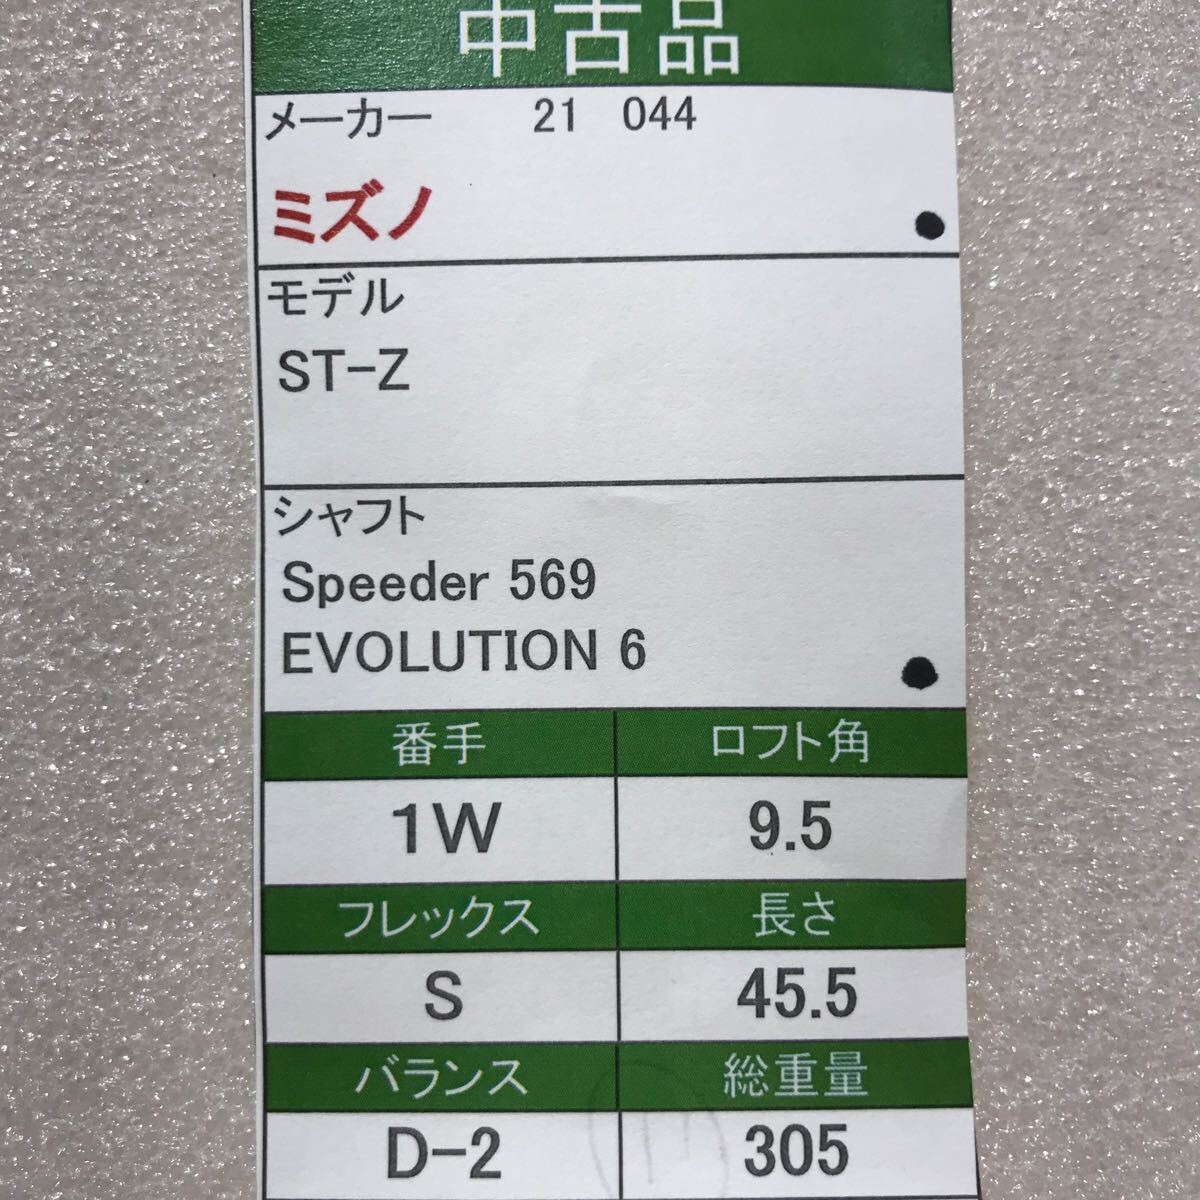 中古品
メーカー 21 044
ミズノ
モデル
ST-Z
シャフト
Speeder 569
EVOLUTION 6
番手 ロフト角
1W 9.5
フレックス 長さ
S 45.5
バランス 総重量
D-2 305